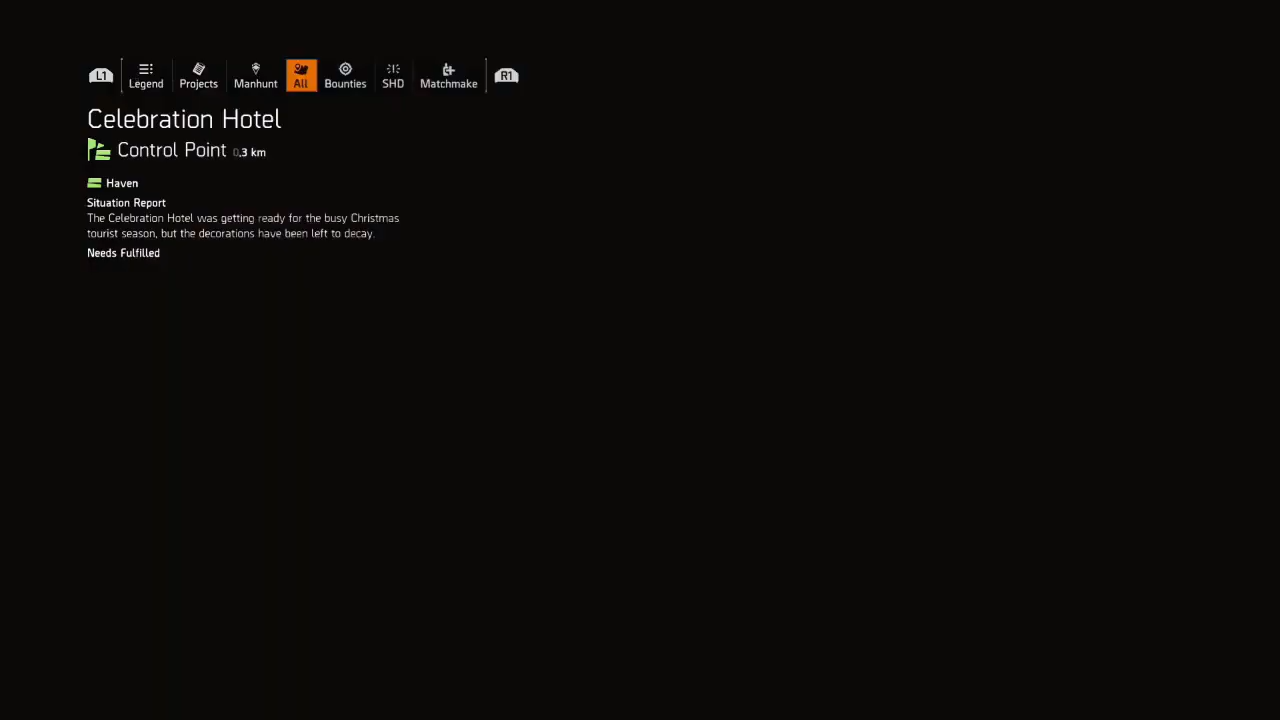 L1 Legend Projects Manhunt All Bounties SHD Matchmake R1
Celebration Hotel
Control Point 0.3 km
Haven
Situation Report
The Celebration Hotel was getting ready for the busy Christmas
tourist season, but the decorations have been left to decay.
Needs Fulfilled